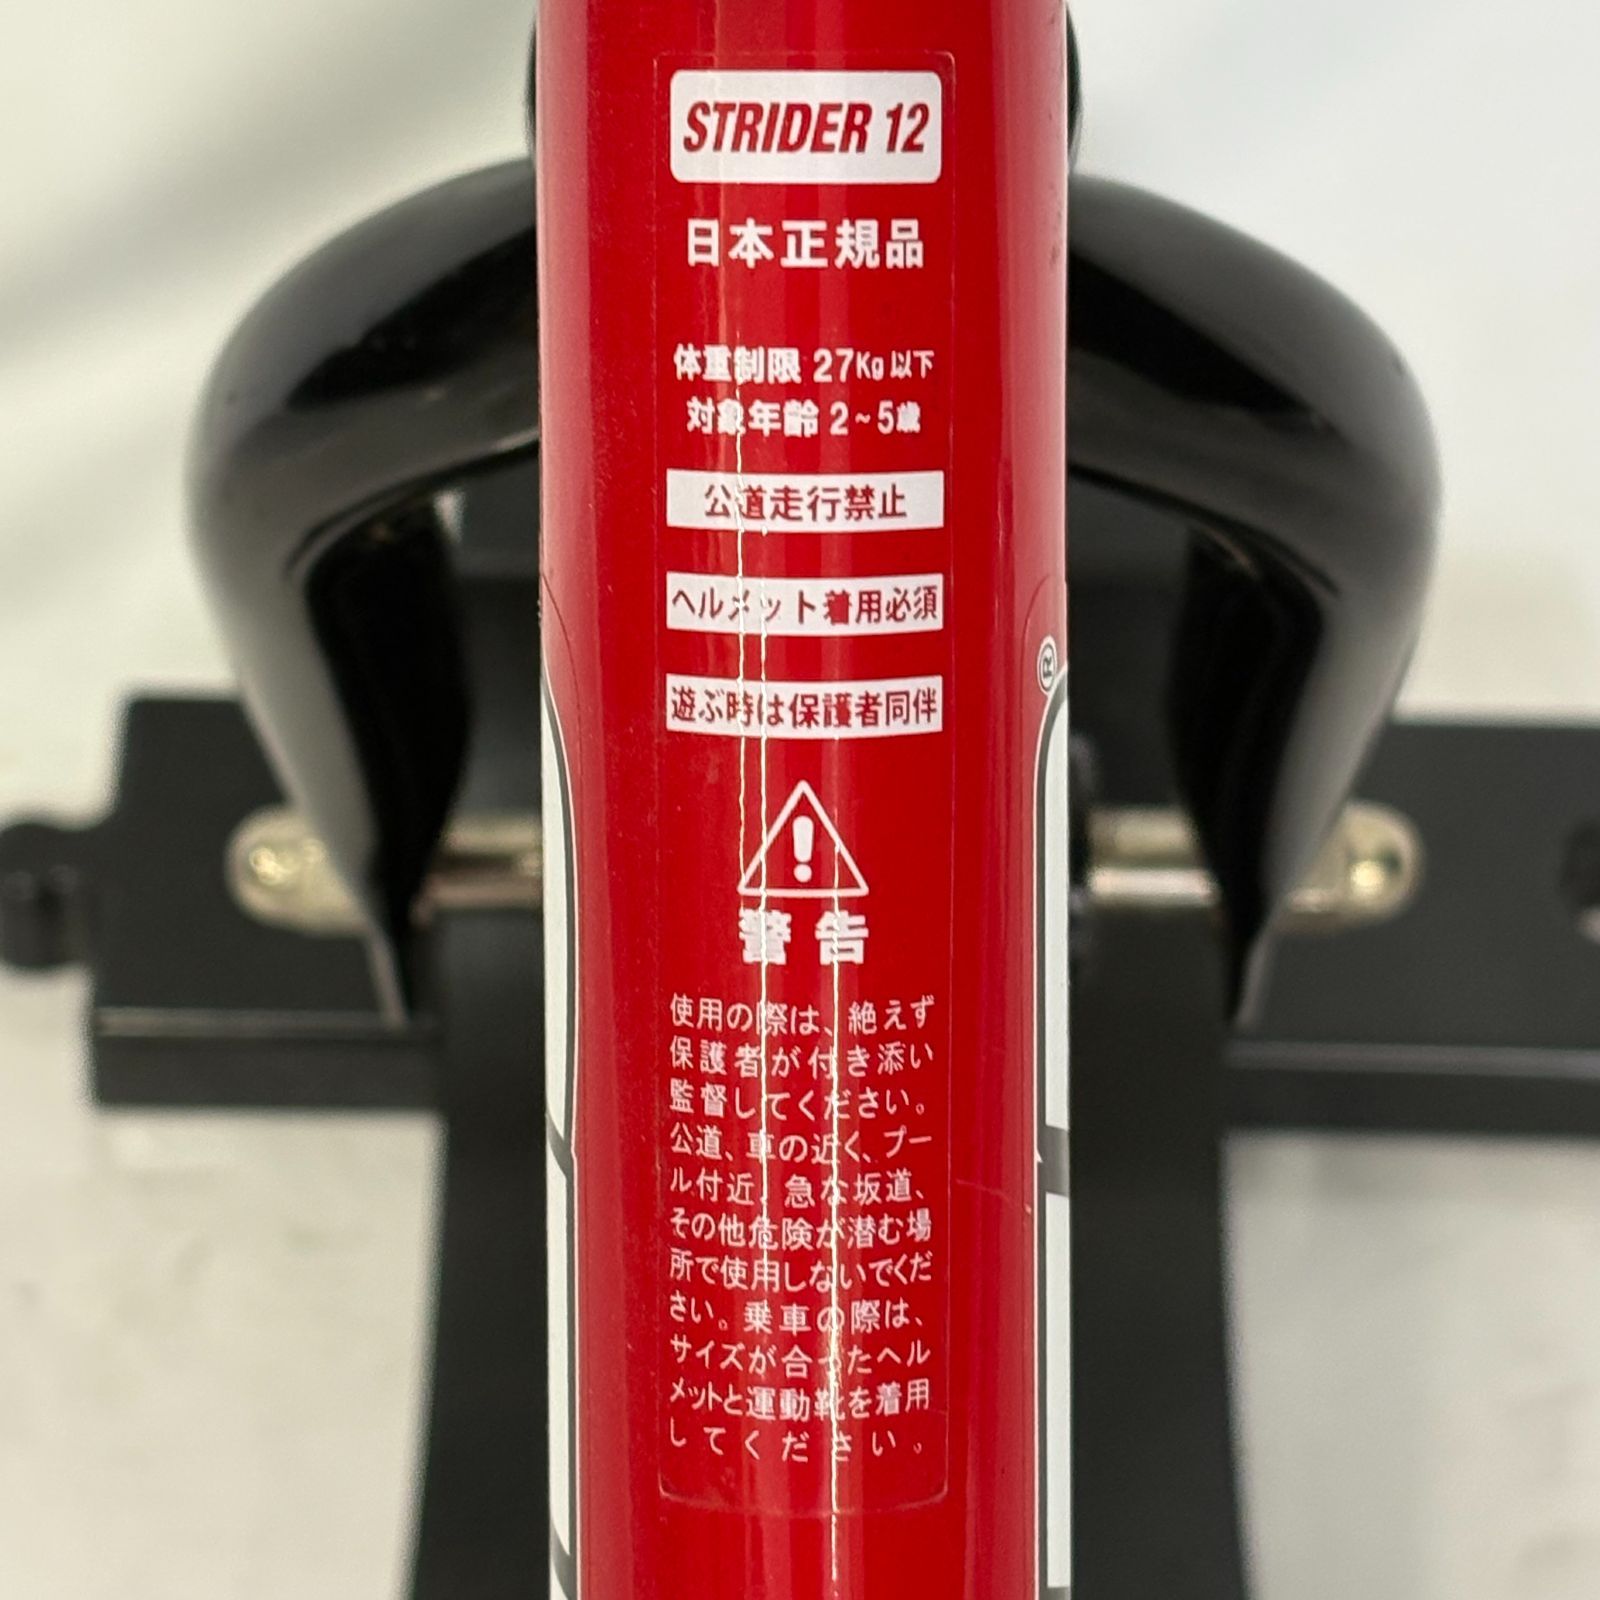 STRIDER 12
日本正規品
体重制限 27Kg 以下
対象年齢 2~5歳
公道走行禁止
ヘルメット着用必須
遊ぶ時は保護者同伴
警告
使用の際は、絶えず
保護者が付き添い
監督してください。
公道、車の近く、プー
ル付近、急な坂道、
その他危険が潜む場
所で使用しないでくだ
さい。乗車の際は、
サイズが合ったヘル
メットと運動靴を着用
してください。
®